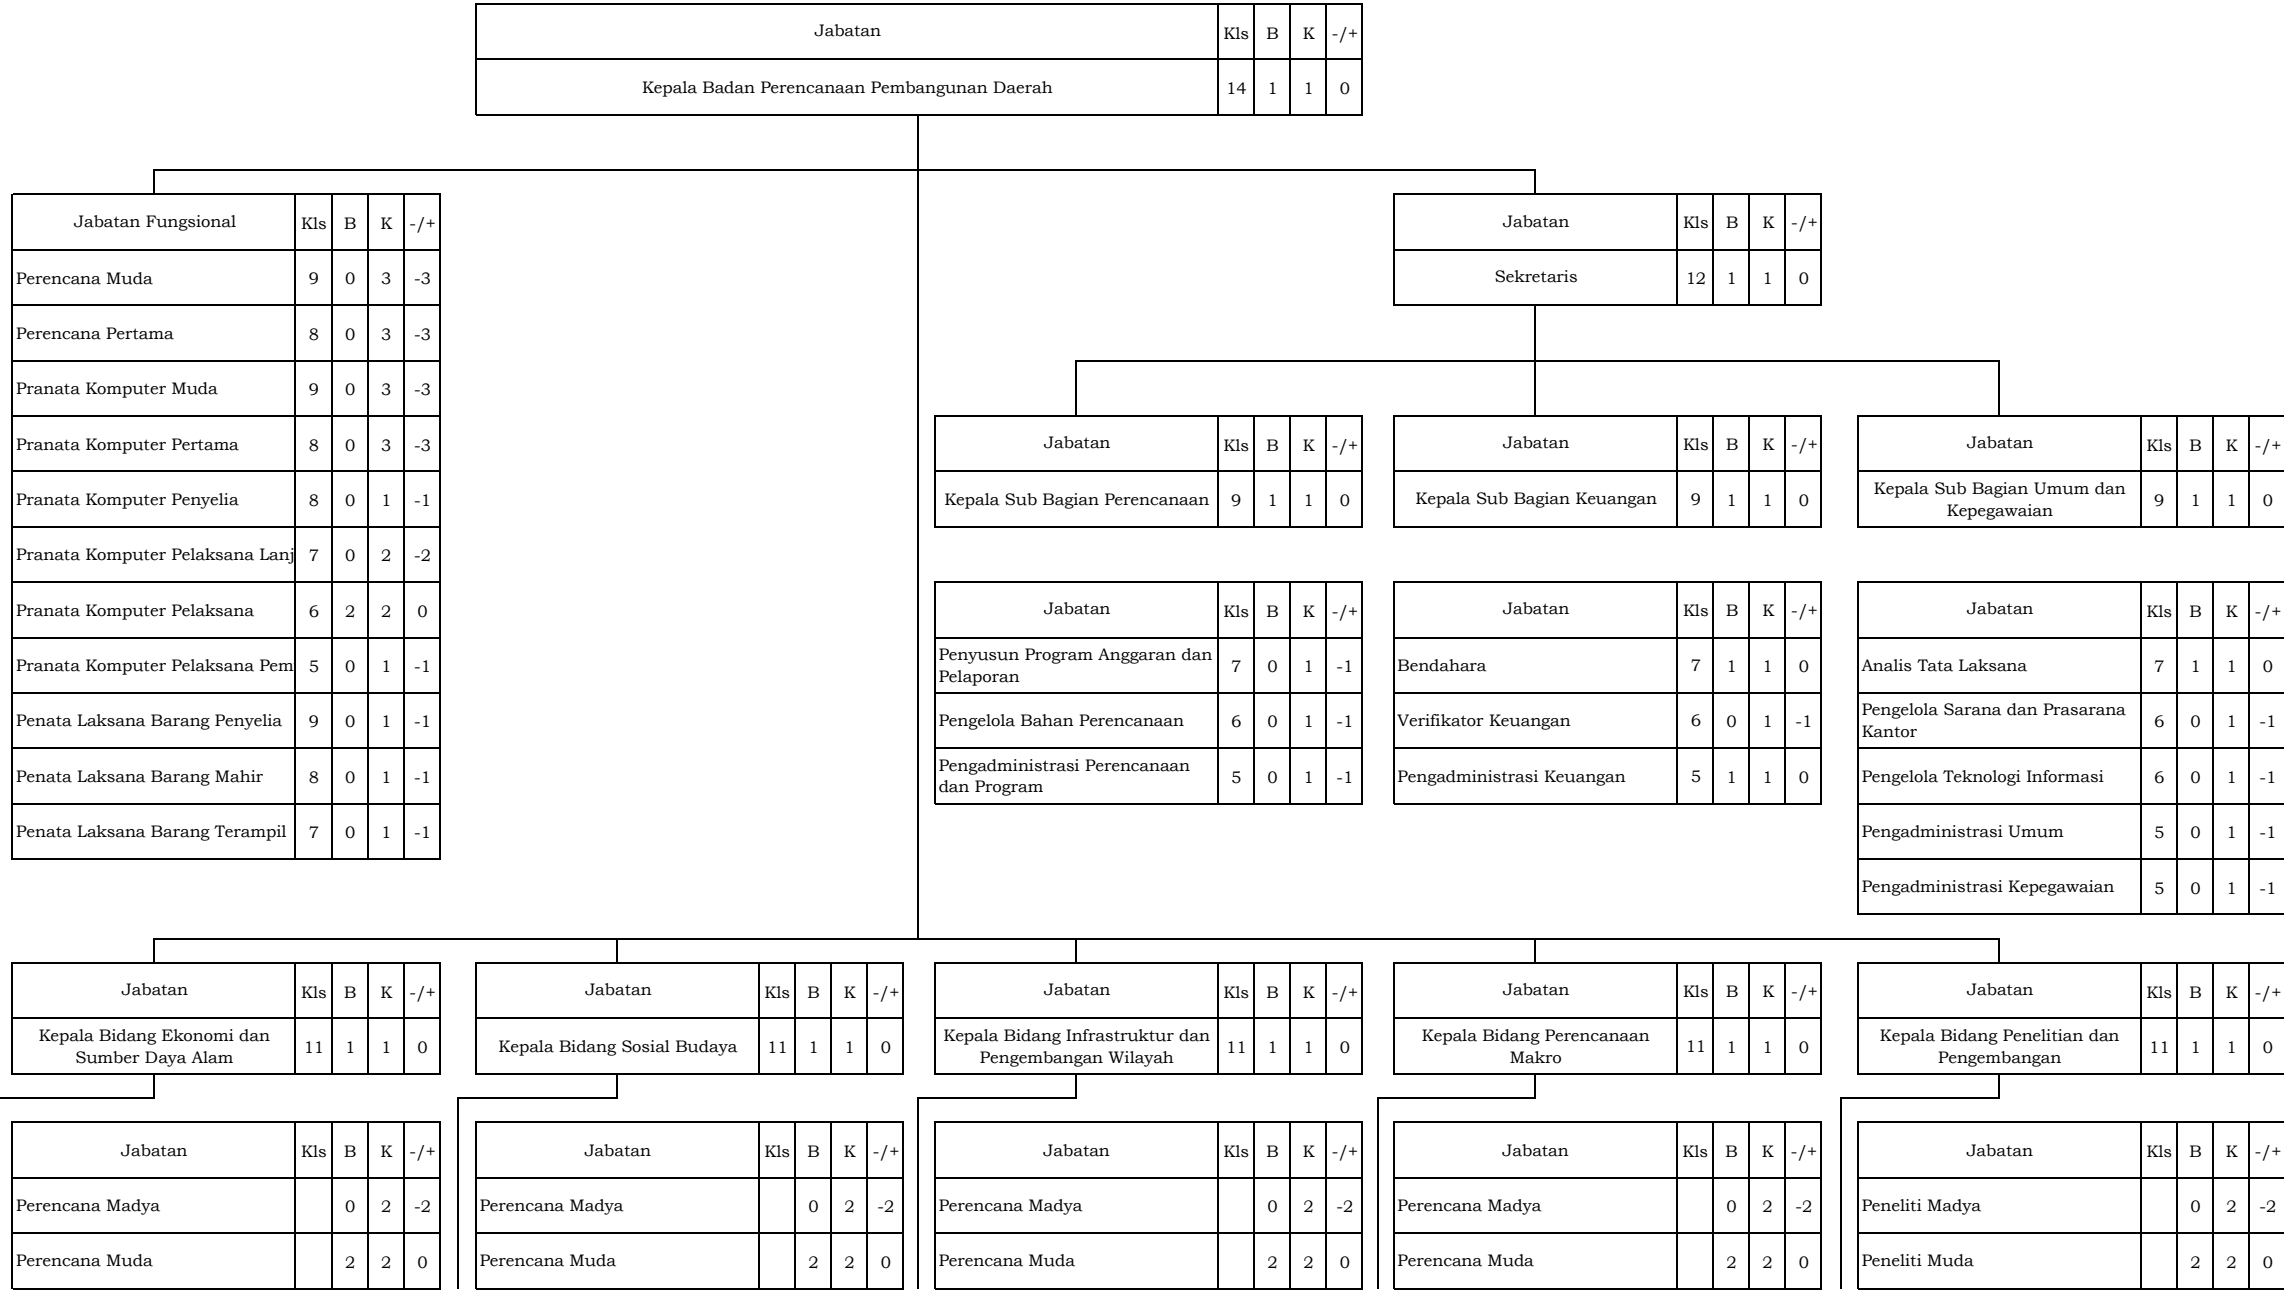 Jabatan Kls B K -/+
Kepala Badan Perencanaan Pembangunan Daerah 14 1 1 0
Jabatan Fungsional Kls B K -/+
Perencana Muda 9 0 3 -3
Perencana Pertama 8 0 3 -3
Pranata Komputer Muda 9 0 3 -3
Pranata Komputer Pertama 8 0 3 -3
Pranata Komputer Penyelia 8 0 1 -1
Pranata Komputer Pelaksana Lanj 7 0 2 -2
Pranata Komputer Pelaksana 6 2 2 0
Pranata Komputer Pelaksana Pem 5 0 1 -1
Penata Laksana Barang Penyelia 9 0 1 -1
Penata Laksana Barang Mahir 8 0 1 -1
Penata Laksana Barang Terampil 7 0 1 -1
Jabatan Kls B K -/+
Sekretaris 12 1 1 0
Jabatan Kls B K -/+
Kepala Sub Bagian Perencanaan 9 1 1 0
Jabatan Kls B K -/+
Penyusun Program Anggaran dan
Pelaporan 7 0 1 -1
Pengelola Bahan Perencanaan 6 0 1 -1
Pengadministrasi Perencanaan
dan Program 5 0 1 -1
Jabatan Kls B K -/+
Kepala Sub Bagian Keuangan 9 1 1 0
Jabatan Kls B K -/+
Bendahara 7 1 1 0
Verifikator Keuangan 6 0 1 -1
Pengadministrasi Keuangan 5 1 1 0
Jabatan Kls B K -/+
Kepala Sub Bagian Umum dan
Kepegawaian 9 1 1 0
Jabatan Kls B K -/+
Analis Tata Laksana 7 1 1 0
Pengelola Sarana dan Prasarana
Kantor 6 0 1 -1
Pengelola Teknologi Informasi 6 0 1 -1
Pengadministrasi Umum 5 0 1 -1
Pengadministrasi Kepegawaian 5 0 1 -1
Jabatan Kls B K -/+
Kepala Bidang Ekonomi dan
Sumber Daya Alam 11 1 1 0
Jabatan Kls B K -/+
Perencana Madya 0 2 -2
Perencana Muda 2 2 0
Jabatan Kls B K -/+
Kepala Bidang Sosial Budaya 11 1 1 0
Jabatan Kls B K -/+
Perencana Madya 0 2 -2
Perencana Muda 2 2 0
Jabatan Kls B K -/+
Kepala Bidang Infrastruktur dan
Pengembangan Wilayah 11 1 1 0
Jabatan Kls B K -/+
Perencana Madya 0 2 -2
Perencana Muda 2 2 0
Jabatan Kls B K -/+
Kepala Bidang Perencanaan
Makro 11 1 1 0
Jabatan Kls B K -/+
Perencana Madya 0 2 -2
Perencana Muda 2 2 0
Jabatan Kls B K -/+
Kepala Bidang Penelitian dan
Pengembangan 11 1 1 0
Jabatan Kls B K -/+
Peneliti Madya 0 2 -2
Peneliti Muda 2 2 0